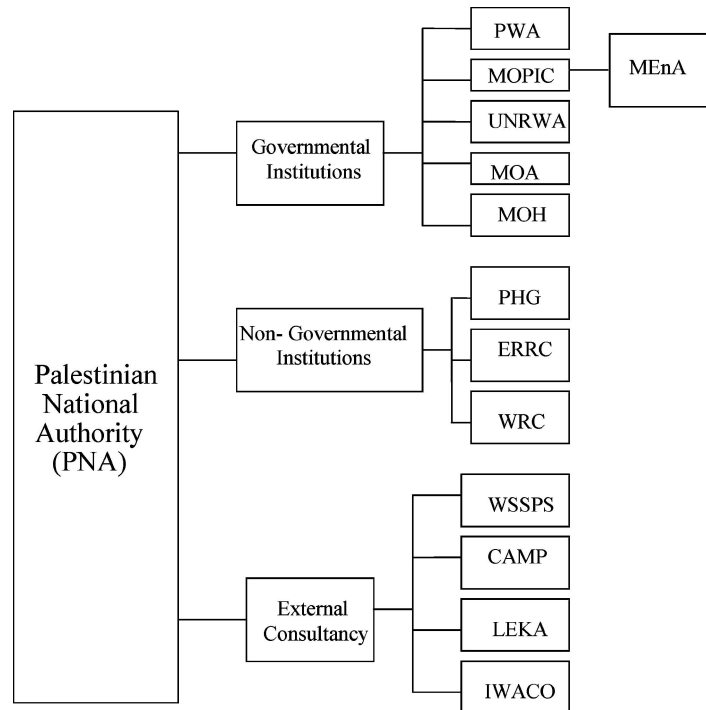 Palestinian
National
Authority
(PNA)
Governmental
Institutions
PWA
MOPIC
MEnA
UNRWA
MOA
MOH
Non- Governmental
Institutions
PHG
ERRC
WRC
External
Consultancy
WSSPS
CAMP
LEKA
IWACO